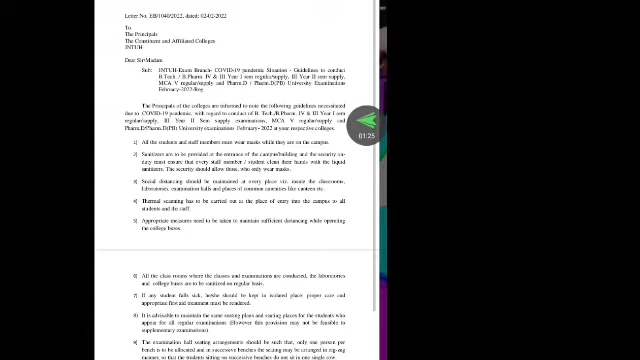 Letter No. EB/1040/2022, dated: 02-02-2022
To
The Principals
The Constituent and Affiliated Colleges
JNTUH
Dear Sir/Madam
Sub: JNTUH-Exam Branch- COVID-19 pandemic Situation - Guidelines to conduct
B.Tech./ B.Pharm. IV & III Year I sem regular/supply, III Year II sem supply,
MCA V regular/supply and Pharm.D / Pharm.D(PB) University Examinations
February-2022-Reg
The Principals of the colleges are informed to note the following guidelines necessitated
due to COVID-19 pandemic, with regard to conduct of B. Tech./B.Pharm. IV & III Year I sem
regular/supply, III Year II Sem supply examinations, MCA V regular/supply and
Pharm.D/Pharm.D(PB) University examinations February- 2022 at your respective colleges.
1) All the students and staff members must wear masks while they are on the campus.
2) Sanitizers are to be provided at the entrance of the campus/building and the security on-
duty must ensure that every staff member / student clean their hands with the liquid
sanitizers. The security should allow those, who only wear masks.
3) Social distancing should be maintained at every place viz. inside the classrooms,
laboratories, examination halls and places of common amenities like canteen etc.
4) Thermal scanning has to be carried out at the place of entry into the campus to all
students and the staff.
5) Appropriate measures need to be taken to maintain sufficient distancing while operating
the college buses.
6) All the class rooms where the classes and examinations are conducted, the laboratories
and college buses are to be sanitized on regular basis.
7) If any student falls sick, he/she should be kept in isolated place; proper care and
appropriate first aid treatment must be rendered.
8) It is advisable to maintain the same seating plans and seating places for the students who
appear for all regular examinations. (However this provision may not be feasible to
supplementary examinations)
9) The examination hall seating arrangements should be such that, only one person per
bench is to be allocated and in successive benches the seating may be arranged in zig-zag
manner, so that the students sitting on successive benches do not sit in one single row.
01:25